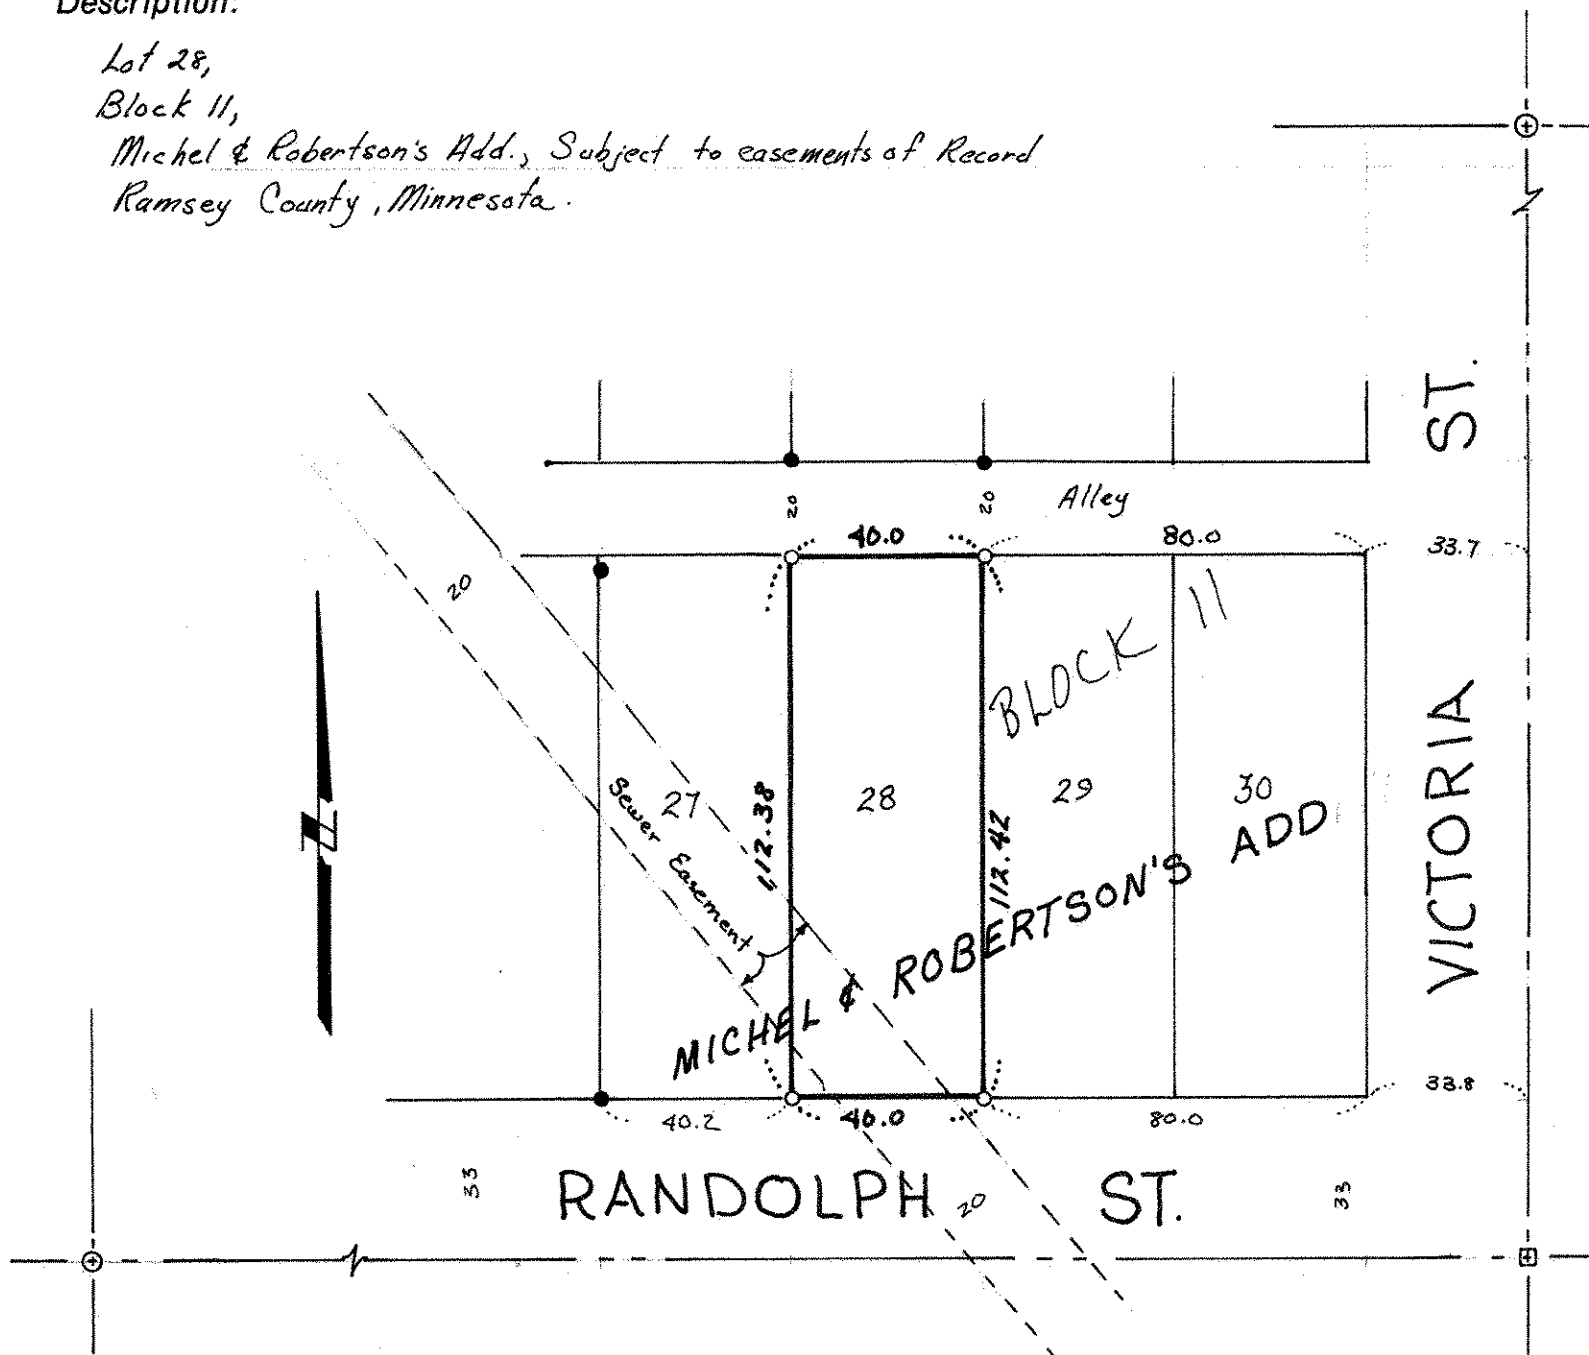 Description:
Lot 28,
Block 11,
Michel & Robertson's Add., Subject to easements of Record
Ramsey County, Minnesota.
ST.
VICTORIA
20
20
Alley
40.0
80.0
33.7
20
BLOCK 11
27
28
29
30
112.38
112.42
Sewer Easement
MICHEL & ROBERTSON'S ADD
40.2
40.0
80.0
33.8
33
RANDOLPH ST.
20
33